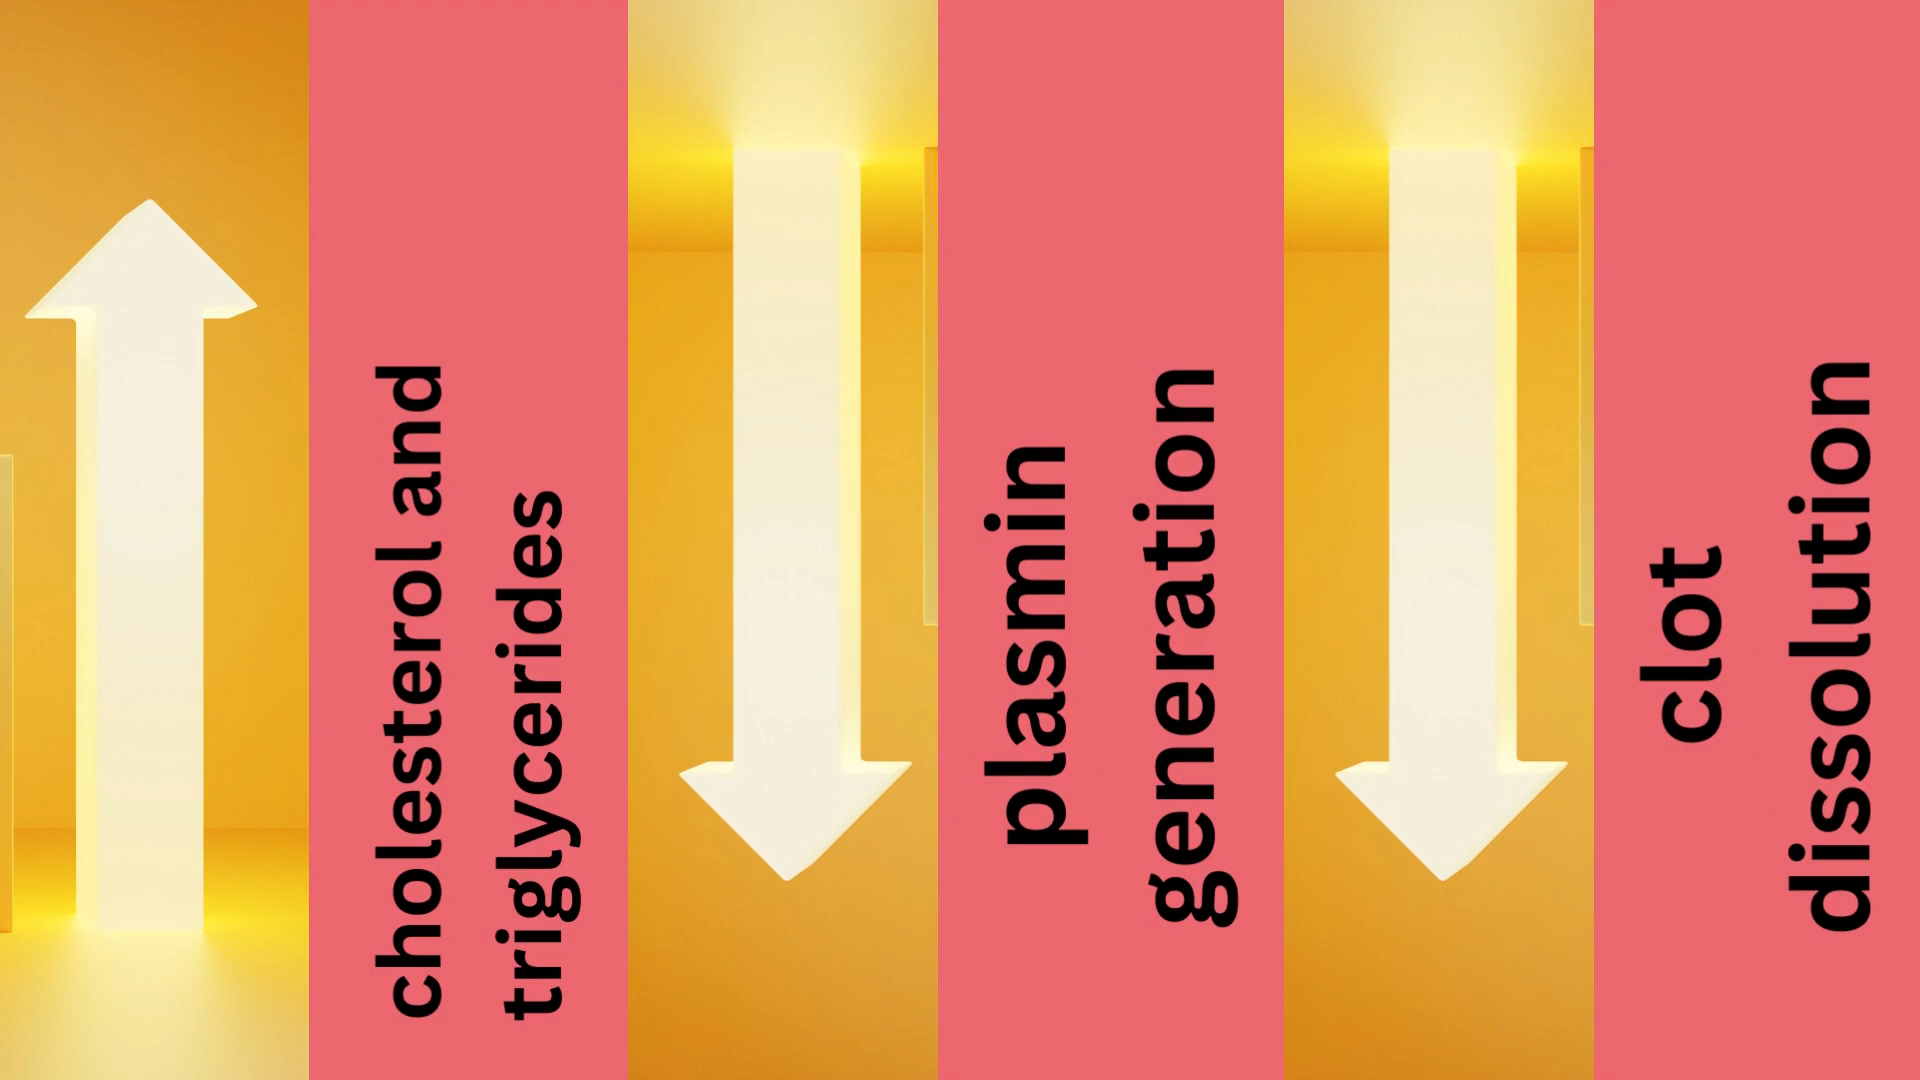 cholesterol and
triglycerides
plasmin
generation
clot
dissolution